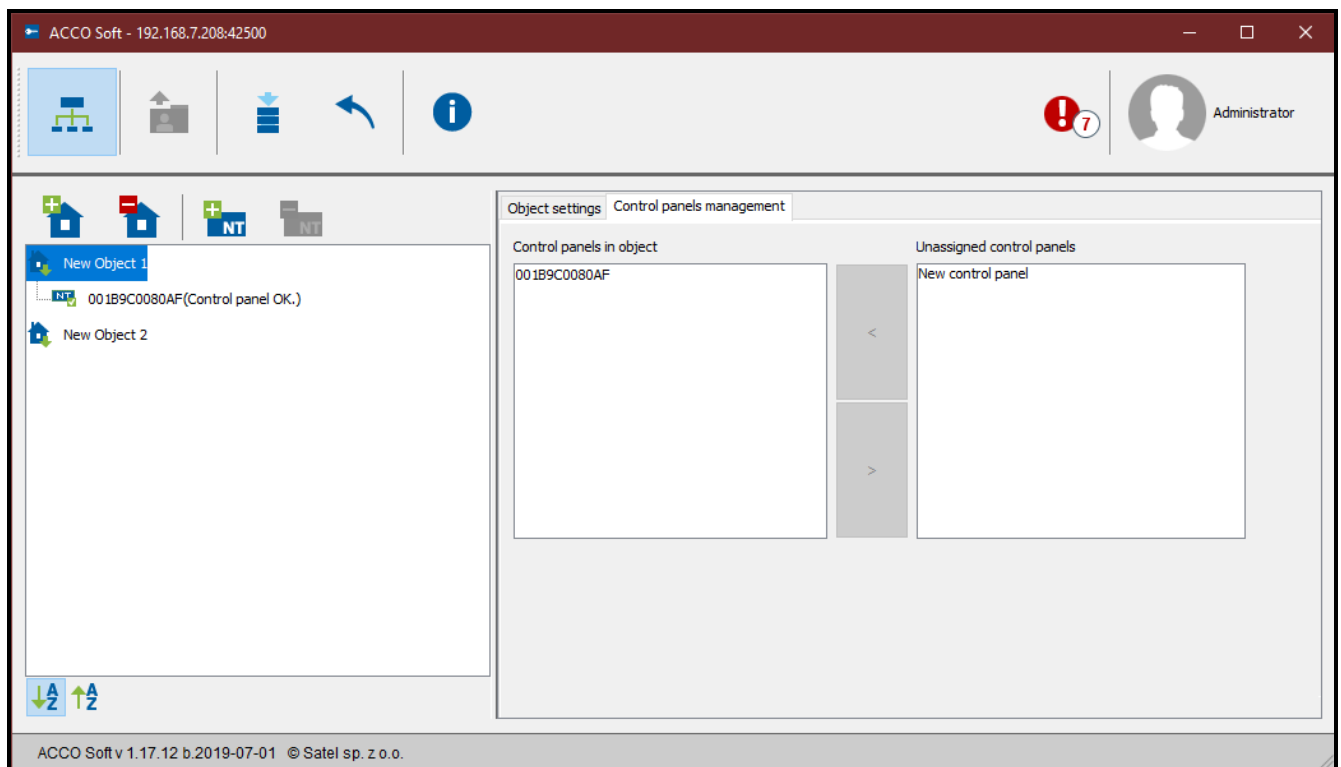 ACCO Soft - 192.168.7.208:42500
7
Administrator
NT
NT
Object settings
Control panels management
New Object 1
NT
001B9C0080AF(Control panel OK.)
New Object 2
Control panels in object
Unassigned control panels
001B9C0080AF
New control panel
<
>
A
Z
A
Z
ACCO Soft v 1.17.12 b.2019-07-01 © Satel sp. z o.o.